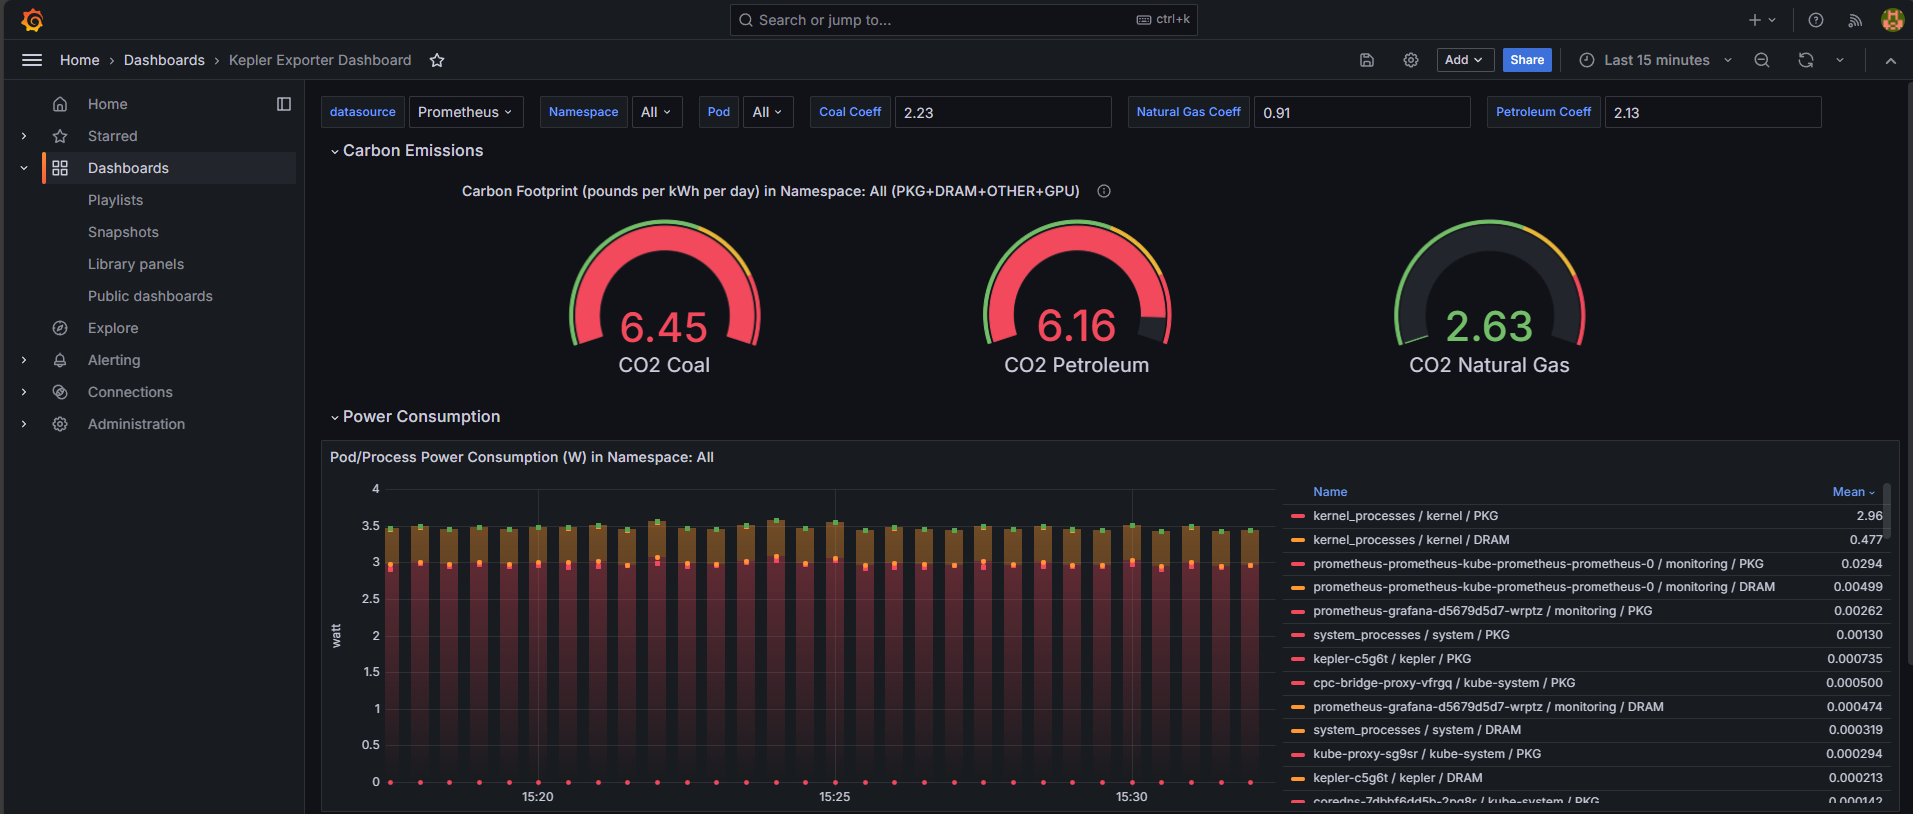 Search or jump to... ctrl+k
Home › Dashboards › Kepler Exporter Dashboard Add Share Last 15 minutes
Home
Starred
Dashboards
Playlists
Snapshots
Library panels
Public dashboards
Explore
Alerting
Connections
Administration
datasource Prometheus Namespace All Pod All Coal Coeff 2.23 Natural Gas Coeff 0.91 Petroleum Coeff 2.13
Carbon Emissions
Carbon Footprint (pounds per kWh per day) in Namespace: All (PKG+DRAM+OTHER+GPU)
6.45 6.16 2.63
CO2 Coal CO2 Petroleum CO2 Natural Gas
Power Consumption
Pod/Process Power Consumption (W) in Namespace: All
watt
4
3.5
3
2.5
2
1.5
1
0.5
0
15:20 15:25 15:30
Name Mean
kernel_processes / kernel / PKG 2.96
kernel_processes / kernel / DRAM 0.477
prometheus-prometheus-kube-prometheus-prometheus-0 / monitoring / PKG 0.0294
prometheus-prometheus-kube-prometheus-prometheus-0 / monitoring / DRAM 0.00499
prometheus-grafana-d5679d5d7-wrptz / monitoring / PKG 0.00262
system_processes / system / PKG 0.00130
kepler-c5g6t / kepler / PKG 0.000735
cpc-bridge-proxy-vfrgq / kube-system / PKG 0.000500
prometheus-grafana-d5679d5d7-wrptz / monitoring / DRAM 0.000474
system_processes / system / DRAM 0.000319
kube-proxy-sg9sr / kube-system / PKG 0.000294
kepler-c5g6t / kepler / DRAM 0.000213
coredns-7dbbf6dd5b-2pg8r / kube-system / PKG 0.000142